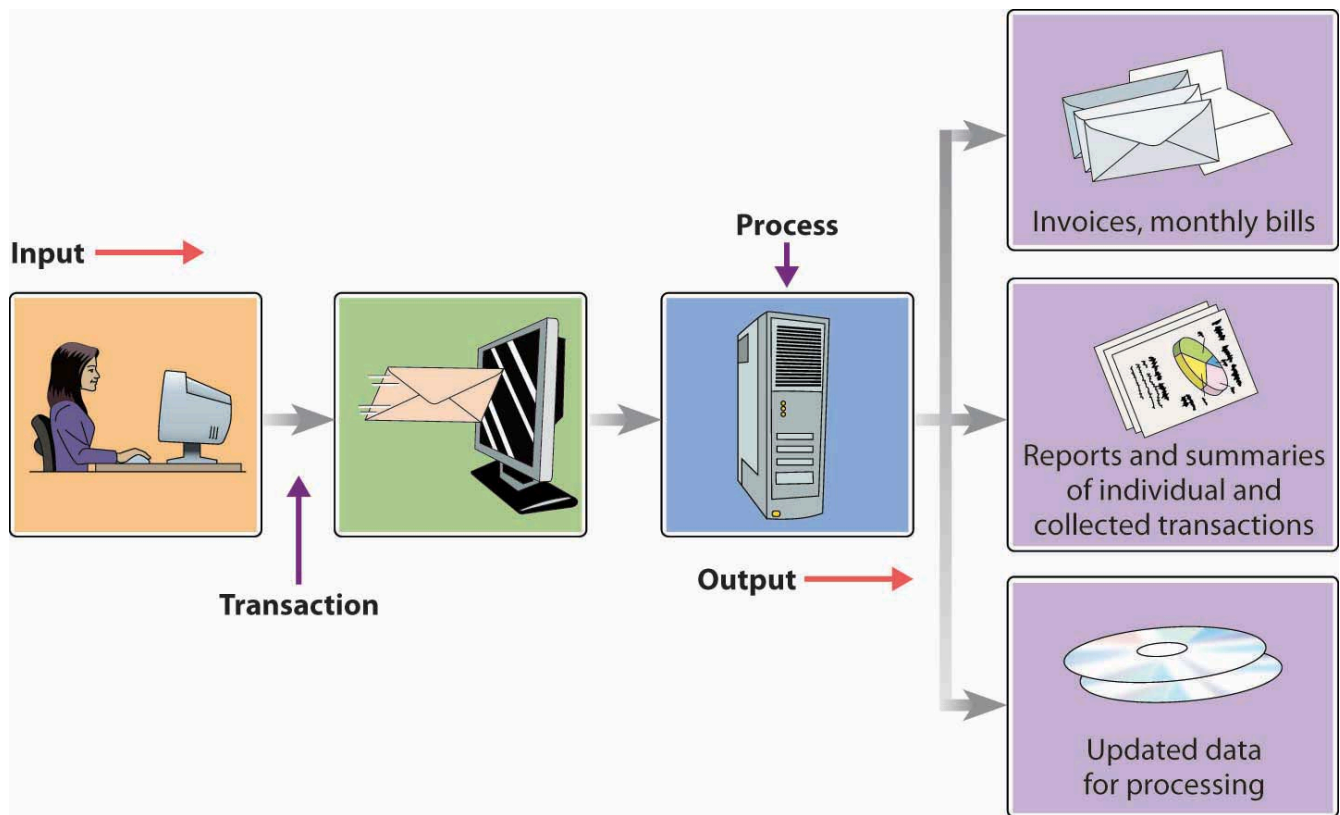 Input
Transaction
Process
Output
Invoices, monthly bills
Reports and summaries
of individual and
collected transactions
Updated data
for processing